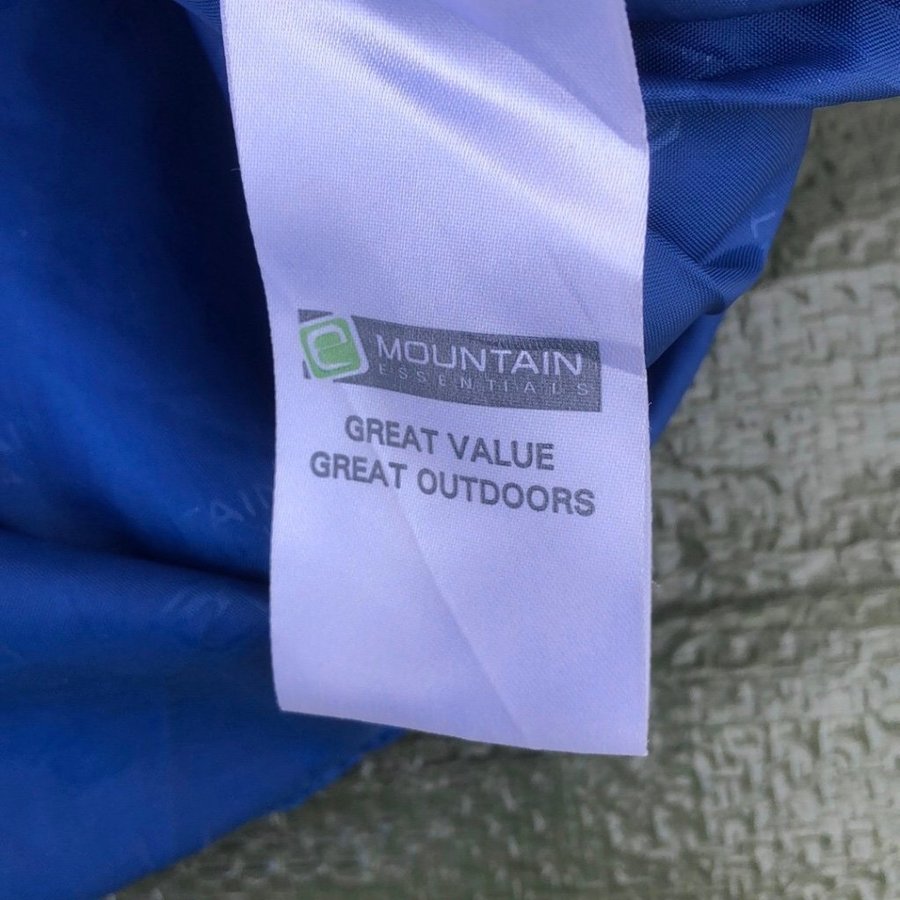 e MOUNTAIN
ESSENTIALS
GREAT VALUE
GREAT OUTDOORS